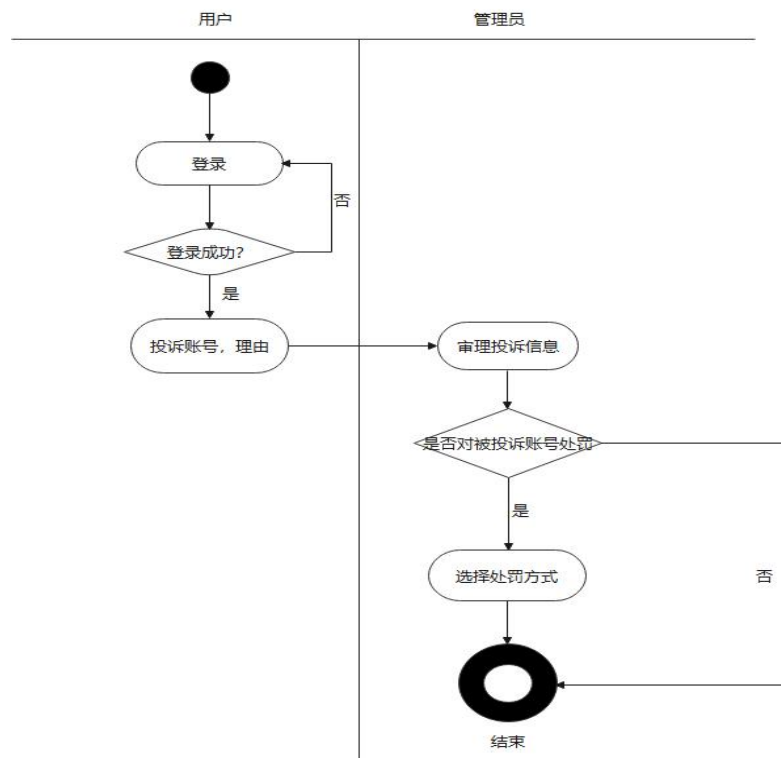 用户
管理员
登录
否
登录成功?
是
投诉账号，理由
审理投诉信息
是否对被投诉账号处罚
是
选择处罚方式
否
结束